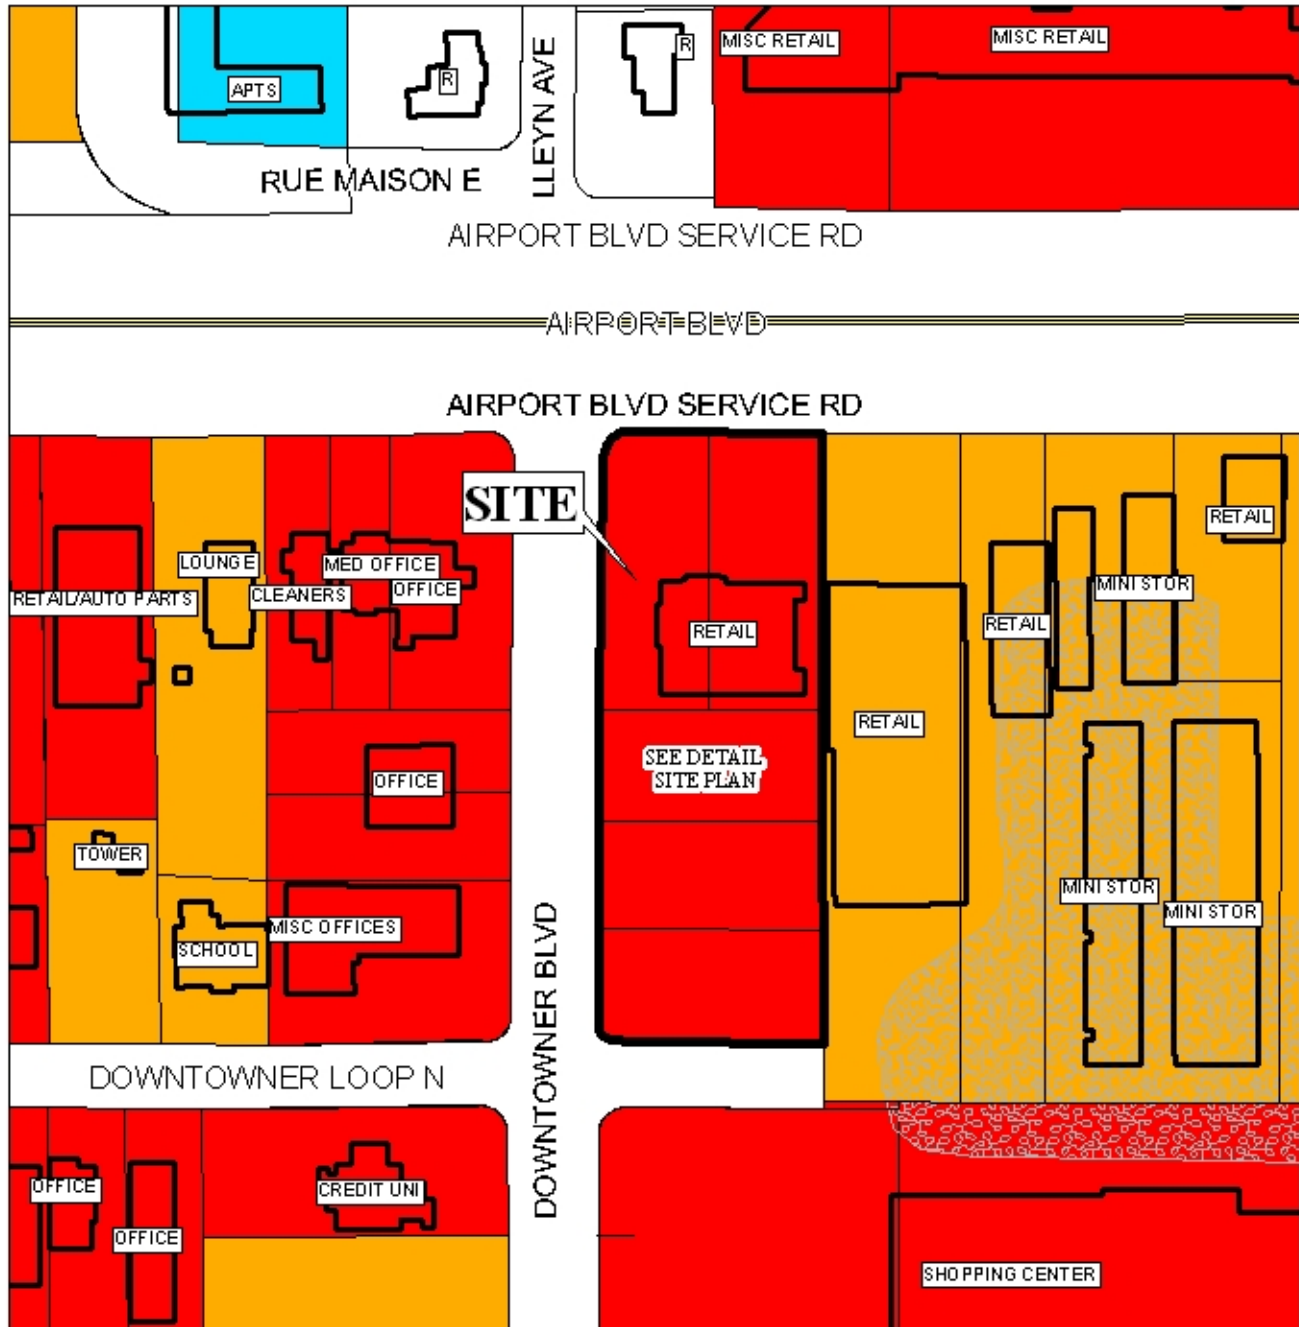 MISC RETAIL
MISC RETAIL
R
R
APTS
LLEYN AVE
RUE MAISON E
AIRPORT BLVD SERVICE RD
AIRPORT BLVD
AIRPORT BLVD SERVICE RD
SITE
RETAIL
LOUNGE
MED OFFICE
OFFICE
CLEANERS
RETAIL/AUTO PARTS
MINI STOR
RETAIL
RETAIL
RETAIL
SEE DETAIL
SITE PLAN
OFFICE
TOWER
MINI STOR
MINI STOR
MISC OFFICES
SCHOOL
DOWNTOWNER BLVD
DOWNTOWNER LOOP N
OFFICE
CREDIT UNI
OFFICE
SHOPPING CENTER